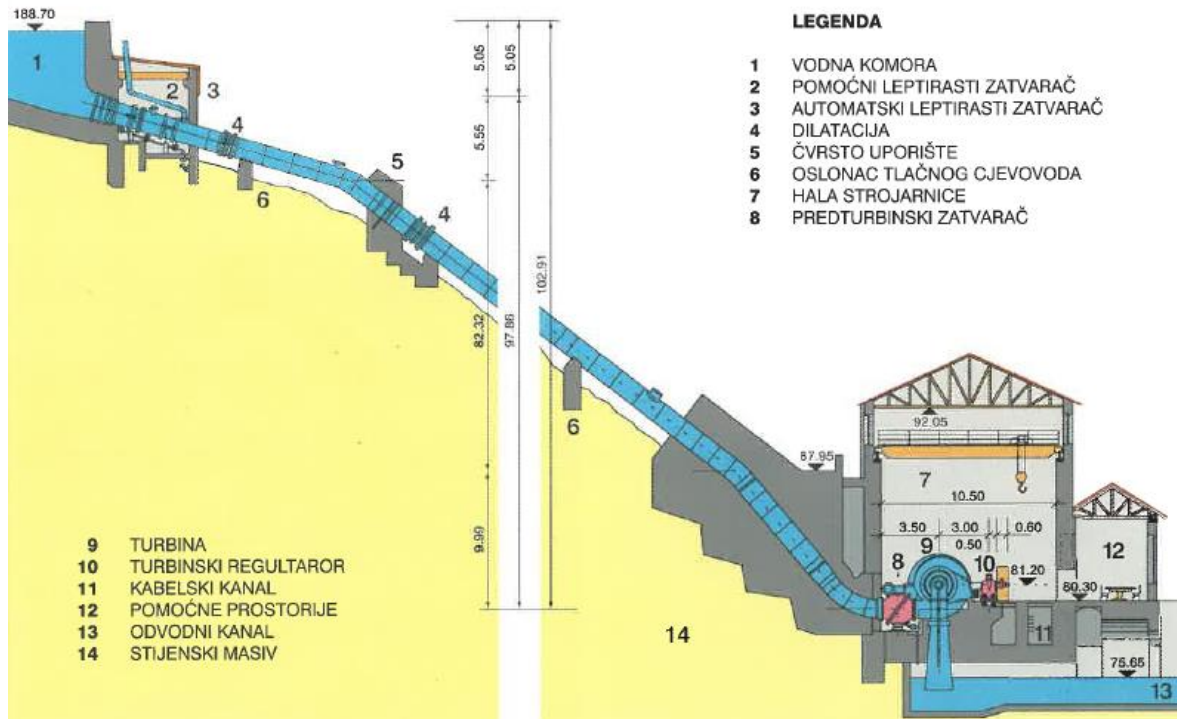 188.70
LEGENDA
1 VODNA KOMORA
2 POMOĆNI LEPTIRASTI ZATVARAČ
3 AUTOMATSKI LEPTIRASTI ZATVARAČ
4 DILATACIJA
5 ČVRSTO UPORIŠTE
6 OSLONAC TLAČNOG CJEVOVODA
7 HALA STROJARNICE
8 PREDTURBINSKI ZATVARAČ
1
2
3
4
5
4
6
5.05
5.05
5.55
102.91
82.32
97.86
9.99
6
92.05
87.95
7
10.50
3.50 3.00 0.60
0.50
8
9
10
81.20
80.30
12
11
75.65
13
14
9 TURBINA
10 TURBINSKI REGULTAROR
11 KABELSKI KANAL
12 POMOĆNE PROSTORIJE
13 ODVODNI KANAL
14 STIJENSKI MASIV